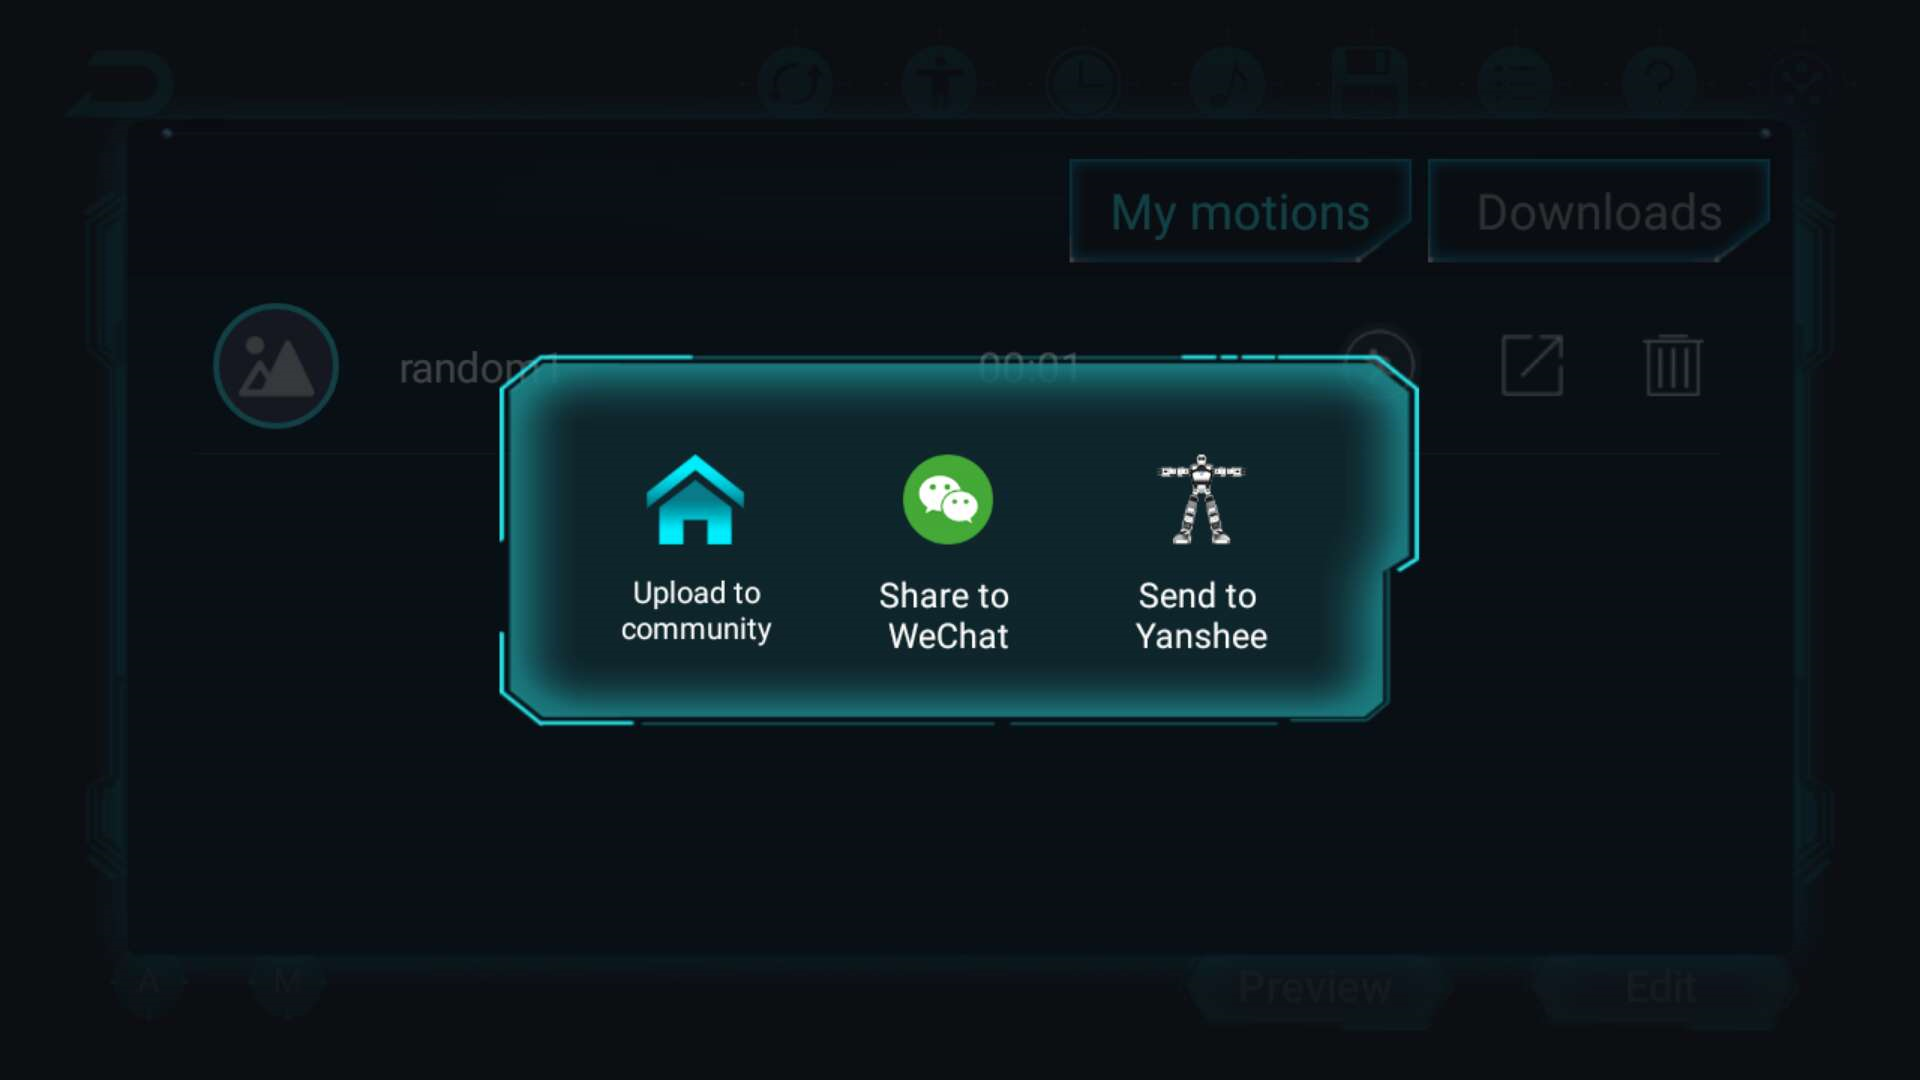 My motions
Downloads
random1
00:01
Upload to
community
Share to
WeChat
Send to
Yanshee
A
M
Preview
Edit